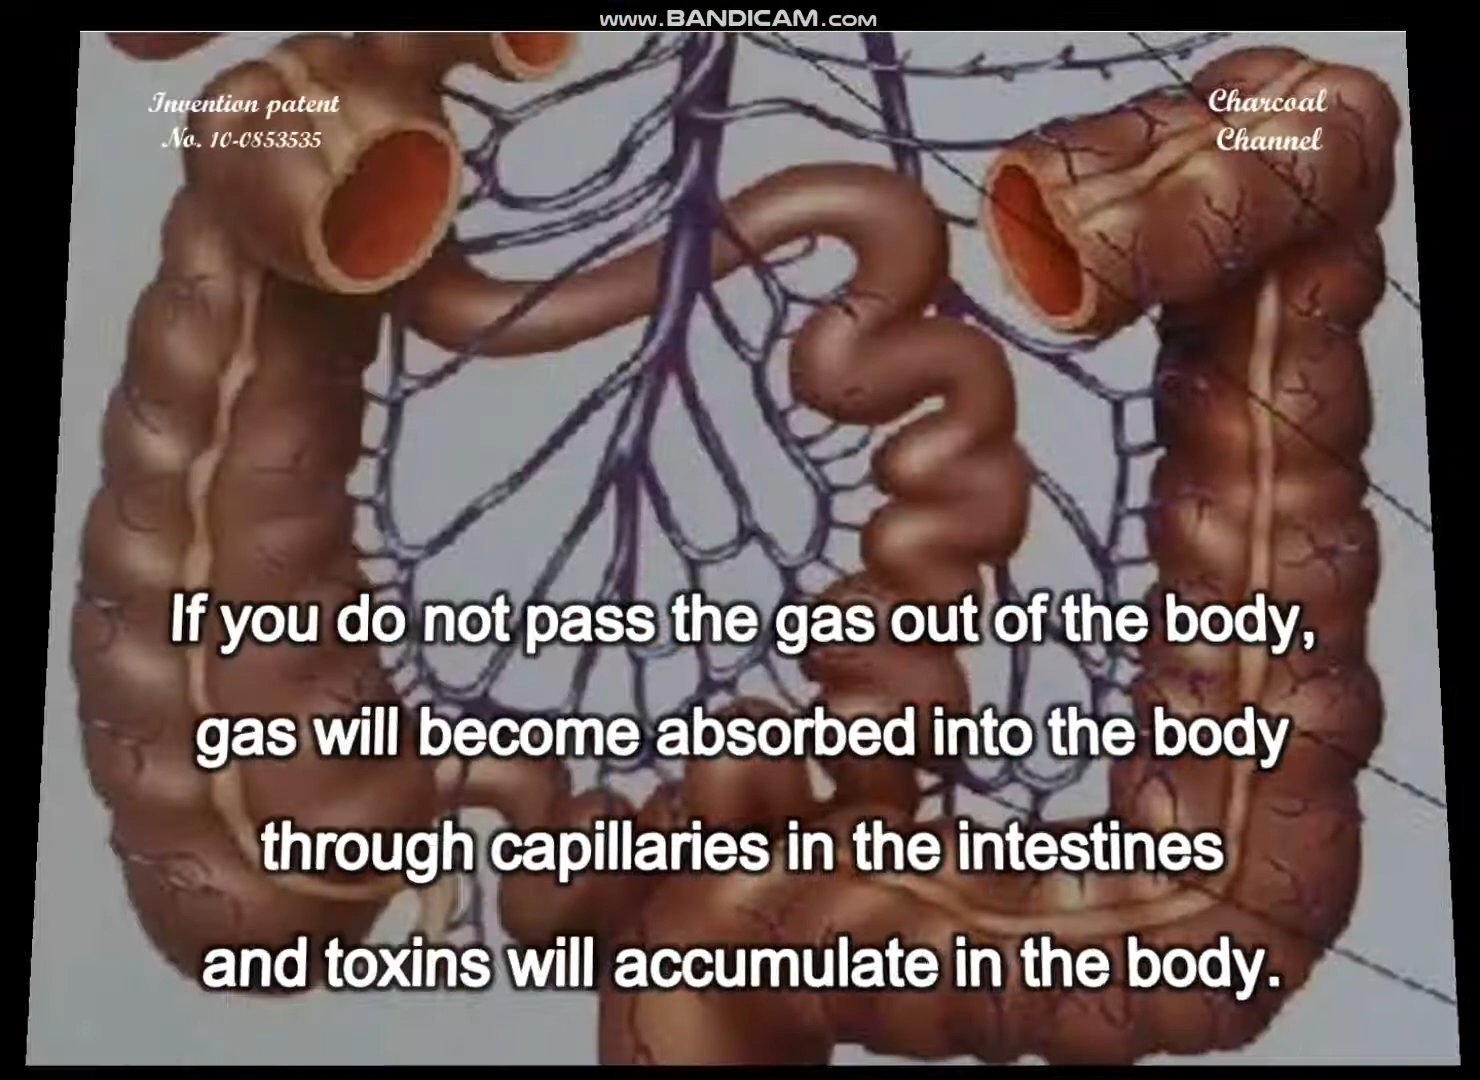 www.BANDICAM.com
Invention patent
No. 10-0853535
Charcoal
Channel
If you do not pass the gas out of the body,
gas will become absorbed into the body
through capillaries in the intestines
and toxins will accumulate in the body.